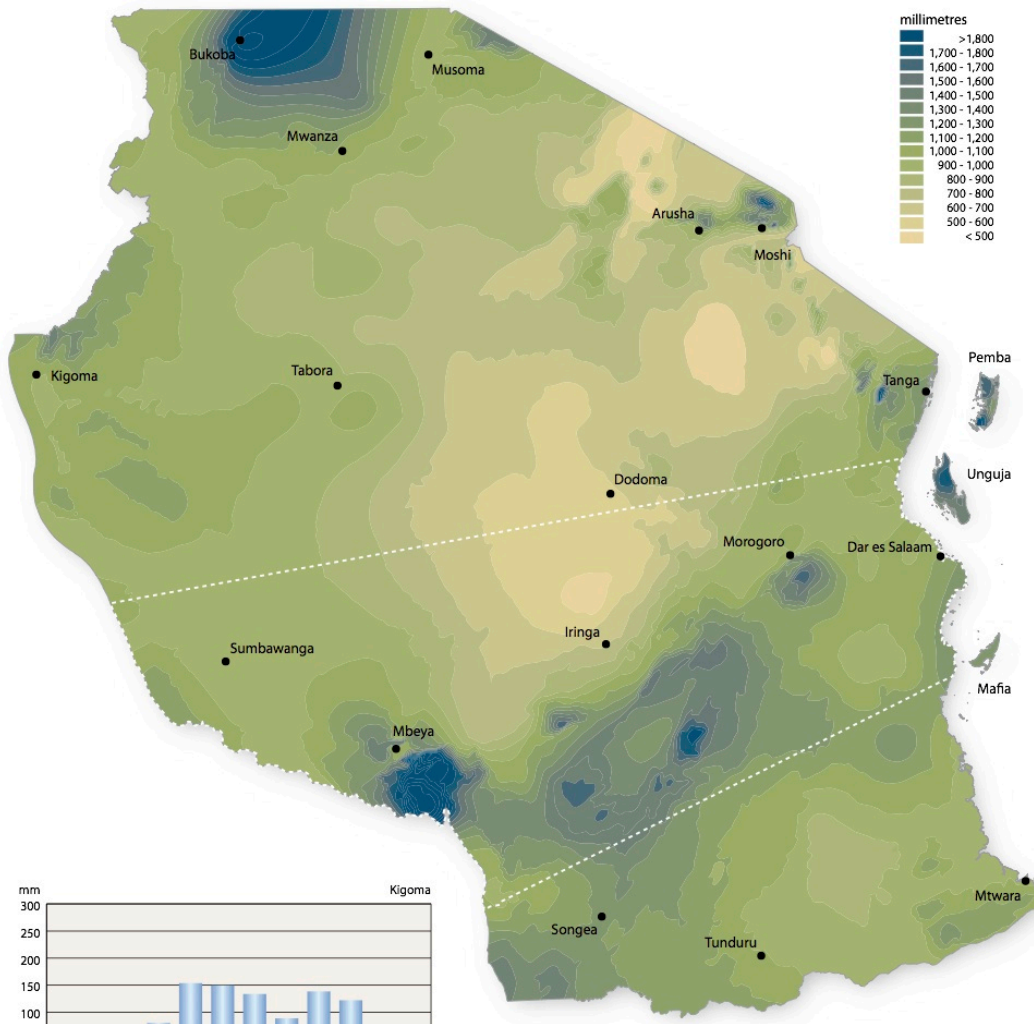 millimetres
>1,800
1,700 - 1,800
1,600 - 1,700
1,500 - 1,600
1,400 - 1,500
1,300 - 1,400
1,200 - 1,300
1,100 - 1,200
1,000 - 1,100
900 - 1,000
800 - 900
700 - 800
600 - 700
500 - 600
< 500
Bukoba
Musoma
Mwanza
Arusha
Moshi
Pemba
Kigoma
Tabora
Tanga
Unguja
Dodoma
Morogoro
Dar es Salaam
Iringa
Sumbawanga
Mafia
Mbeya
Mtwara
Songea
Tunduru
mm
Kigoma
300
250
200
150
100